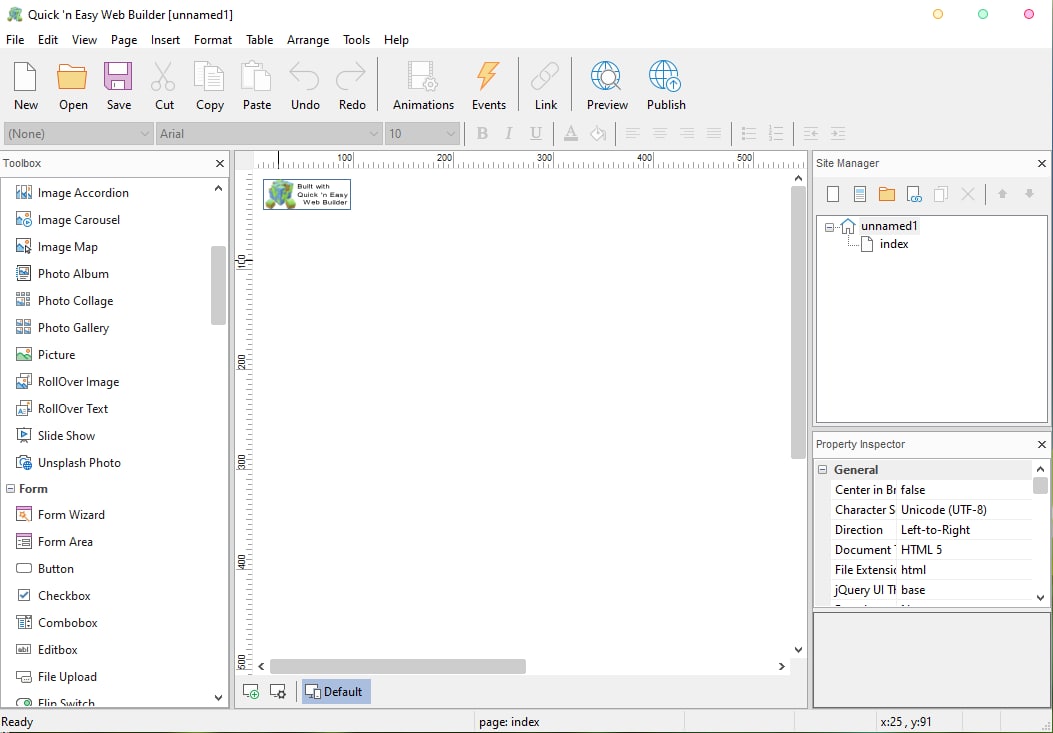 Quick 'n Easy Web Builder [unnamed1]
File Edit View Page Insert Format Table Arrange Tools Help
New Open Save Cut Copy Paste Undo Redo Animations Events Link Preview Publish
(None) Arial 10 B I U A
Toolbox
Image Accordion
Image Carousel
Image Map
Photo Album
Photo Collage
Photo Gallery
Picture
RollOver Image
RollOver Text
Slide Show
Unsplash Photo
Form
Form Wizard
Form Area
Button
Checkbox
Combobox
Editbox
File Upload
Flip Switch
100 200 300 400 500
100
200
300
400
500
Built with
Quick 'n Easy
Web Builder
Default
Site Manager
unnamed1
index
Property Inspector
General
Center in Br false
Character S Unicode (UTF-8)
Direction Left-to-Right
Document HTML 5
File Extensio html
jQuery UI Th base
Ready page: index x:25 , y:91